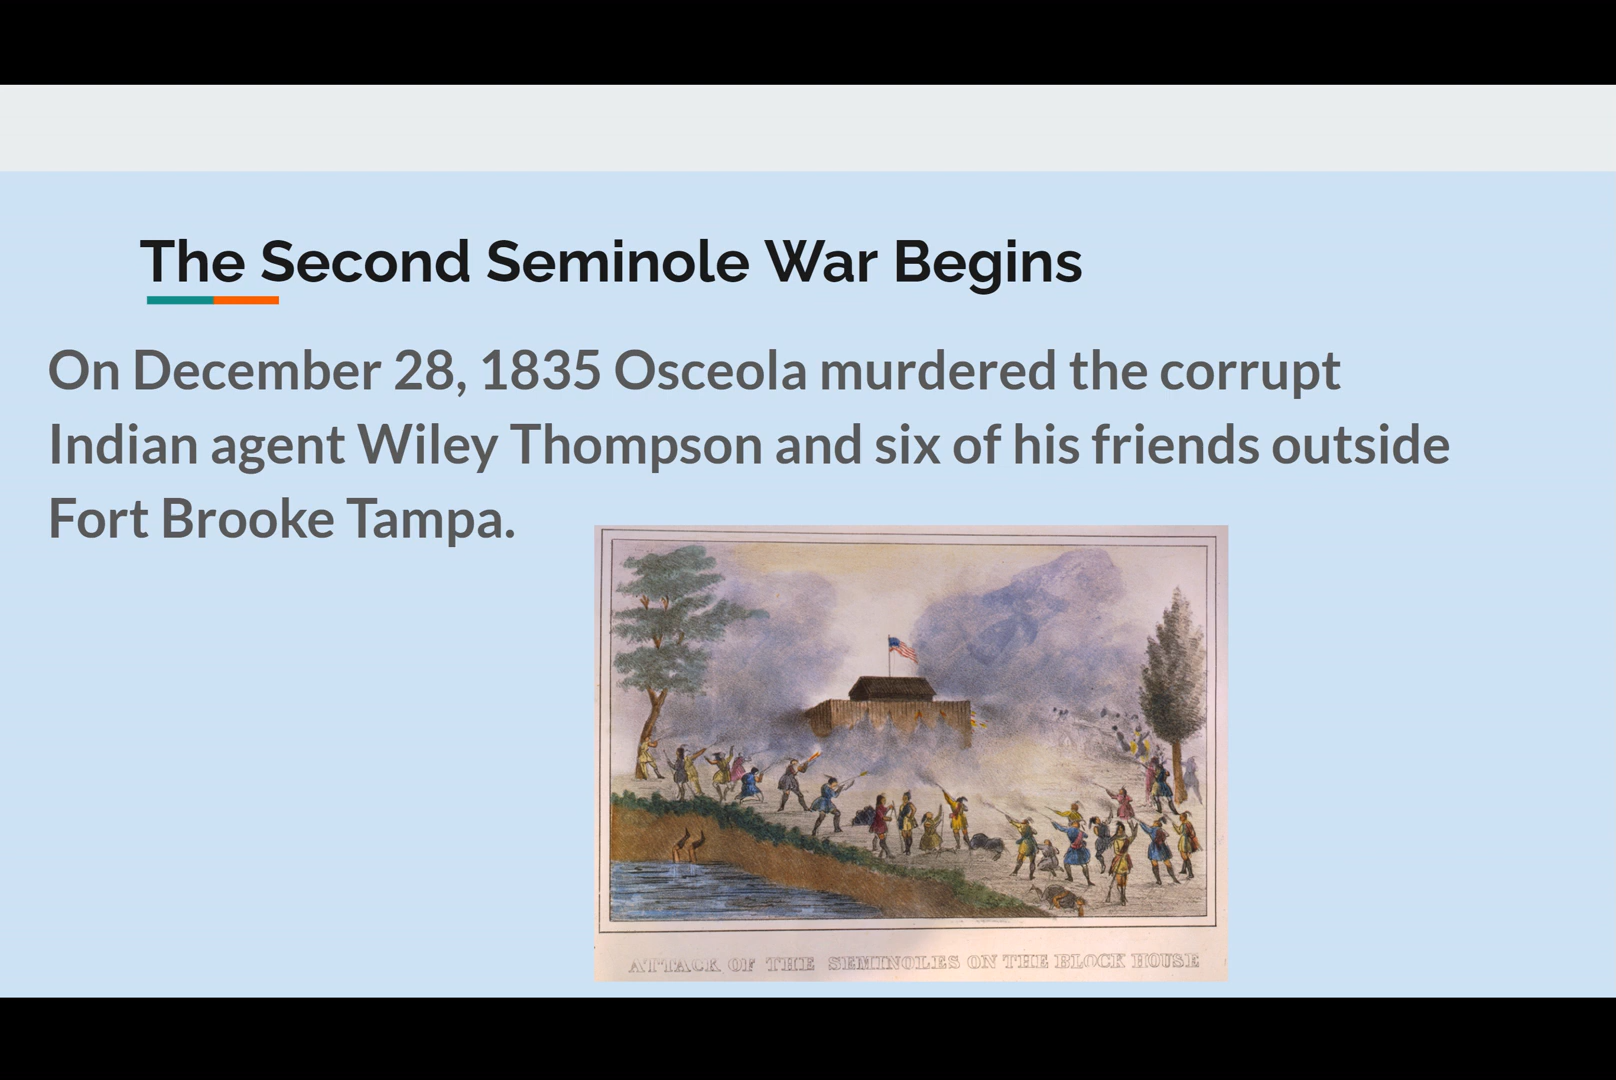 The Second Seminole War Begins
On December 28, 1835 Osceola murdered the corrupt
Indian agent Wiley Thompson and six of his friends outside
Fort Brooke Tampa.
ATTACK OF THE SEMINOLES ON THE BLOCK HOUSE